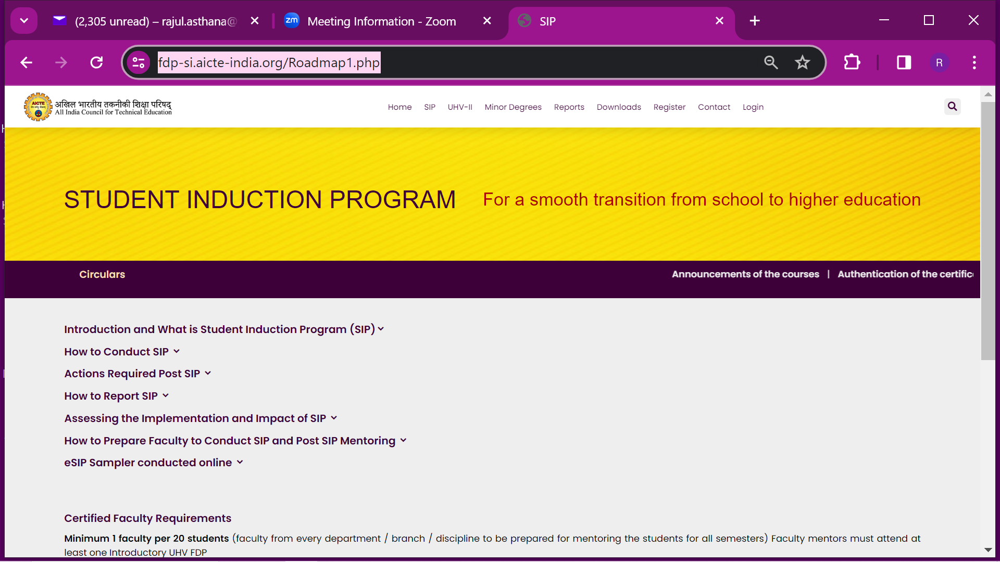 (2,305 unread) – rajul.asthana@
zm Meeting Information - Zoom
SIP
fdp-si.aicte-india.org/Roadmap1.php
R
AICTE
अखिल भारतीय तकनीकी शिक्षा परिषद्
All India Council for Technical Education
Home SIP UHV-II Minor Degrees Reports Downloads Register Contact Login
STUDENT INDUCTION PROGRAM For a smooth transition from school to higher education
Circulars Announcements of the courses | Authentication of the certific
Introduction and What is Student Induction Program (SIP)
How to Conduct SIP
Actions Required Post SIP
How to Report SIP
Assessing the Implementation and Impact of SIP
How to Prepare Faculty to Conduct SIP and Post SIP Mentoring
eSIP Sampler conducted online
Certified Faculty Requirements
Minimum 1 faculty per 20 students (faculty from every department / branch / discipline to be prepared for mentoring the students for all semesters) Faculty mentors must attend at
least one Introductory UHV FDP